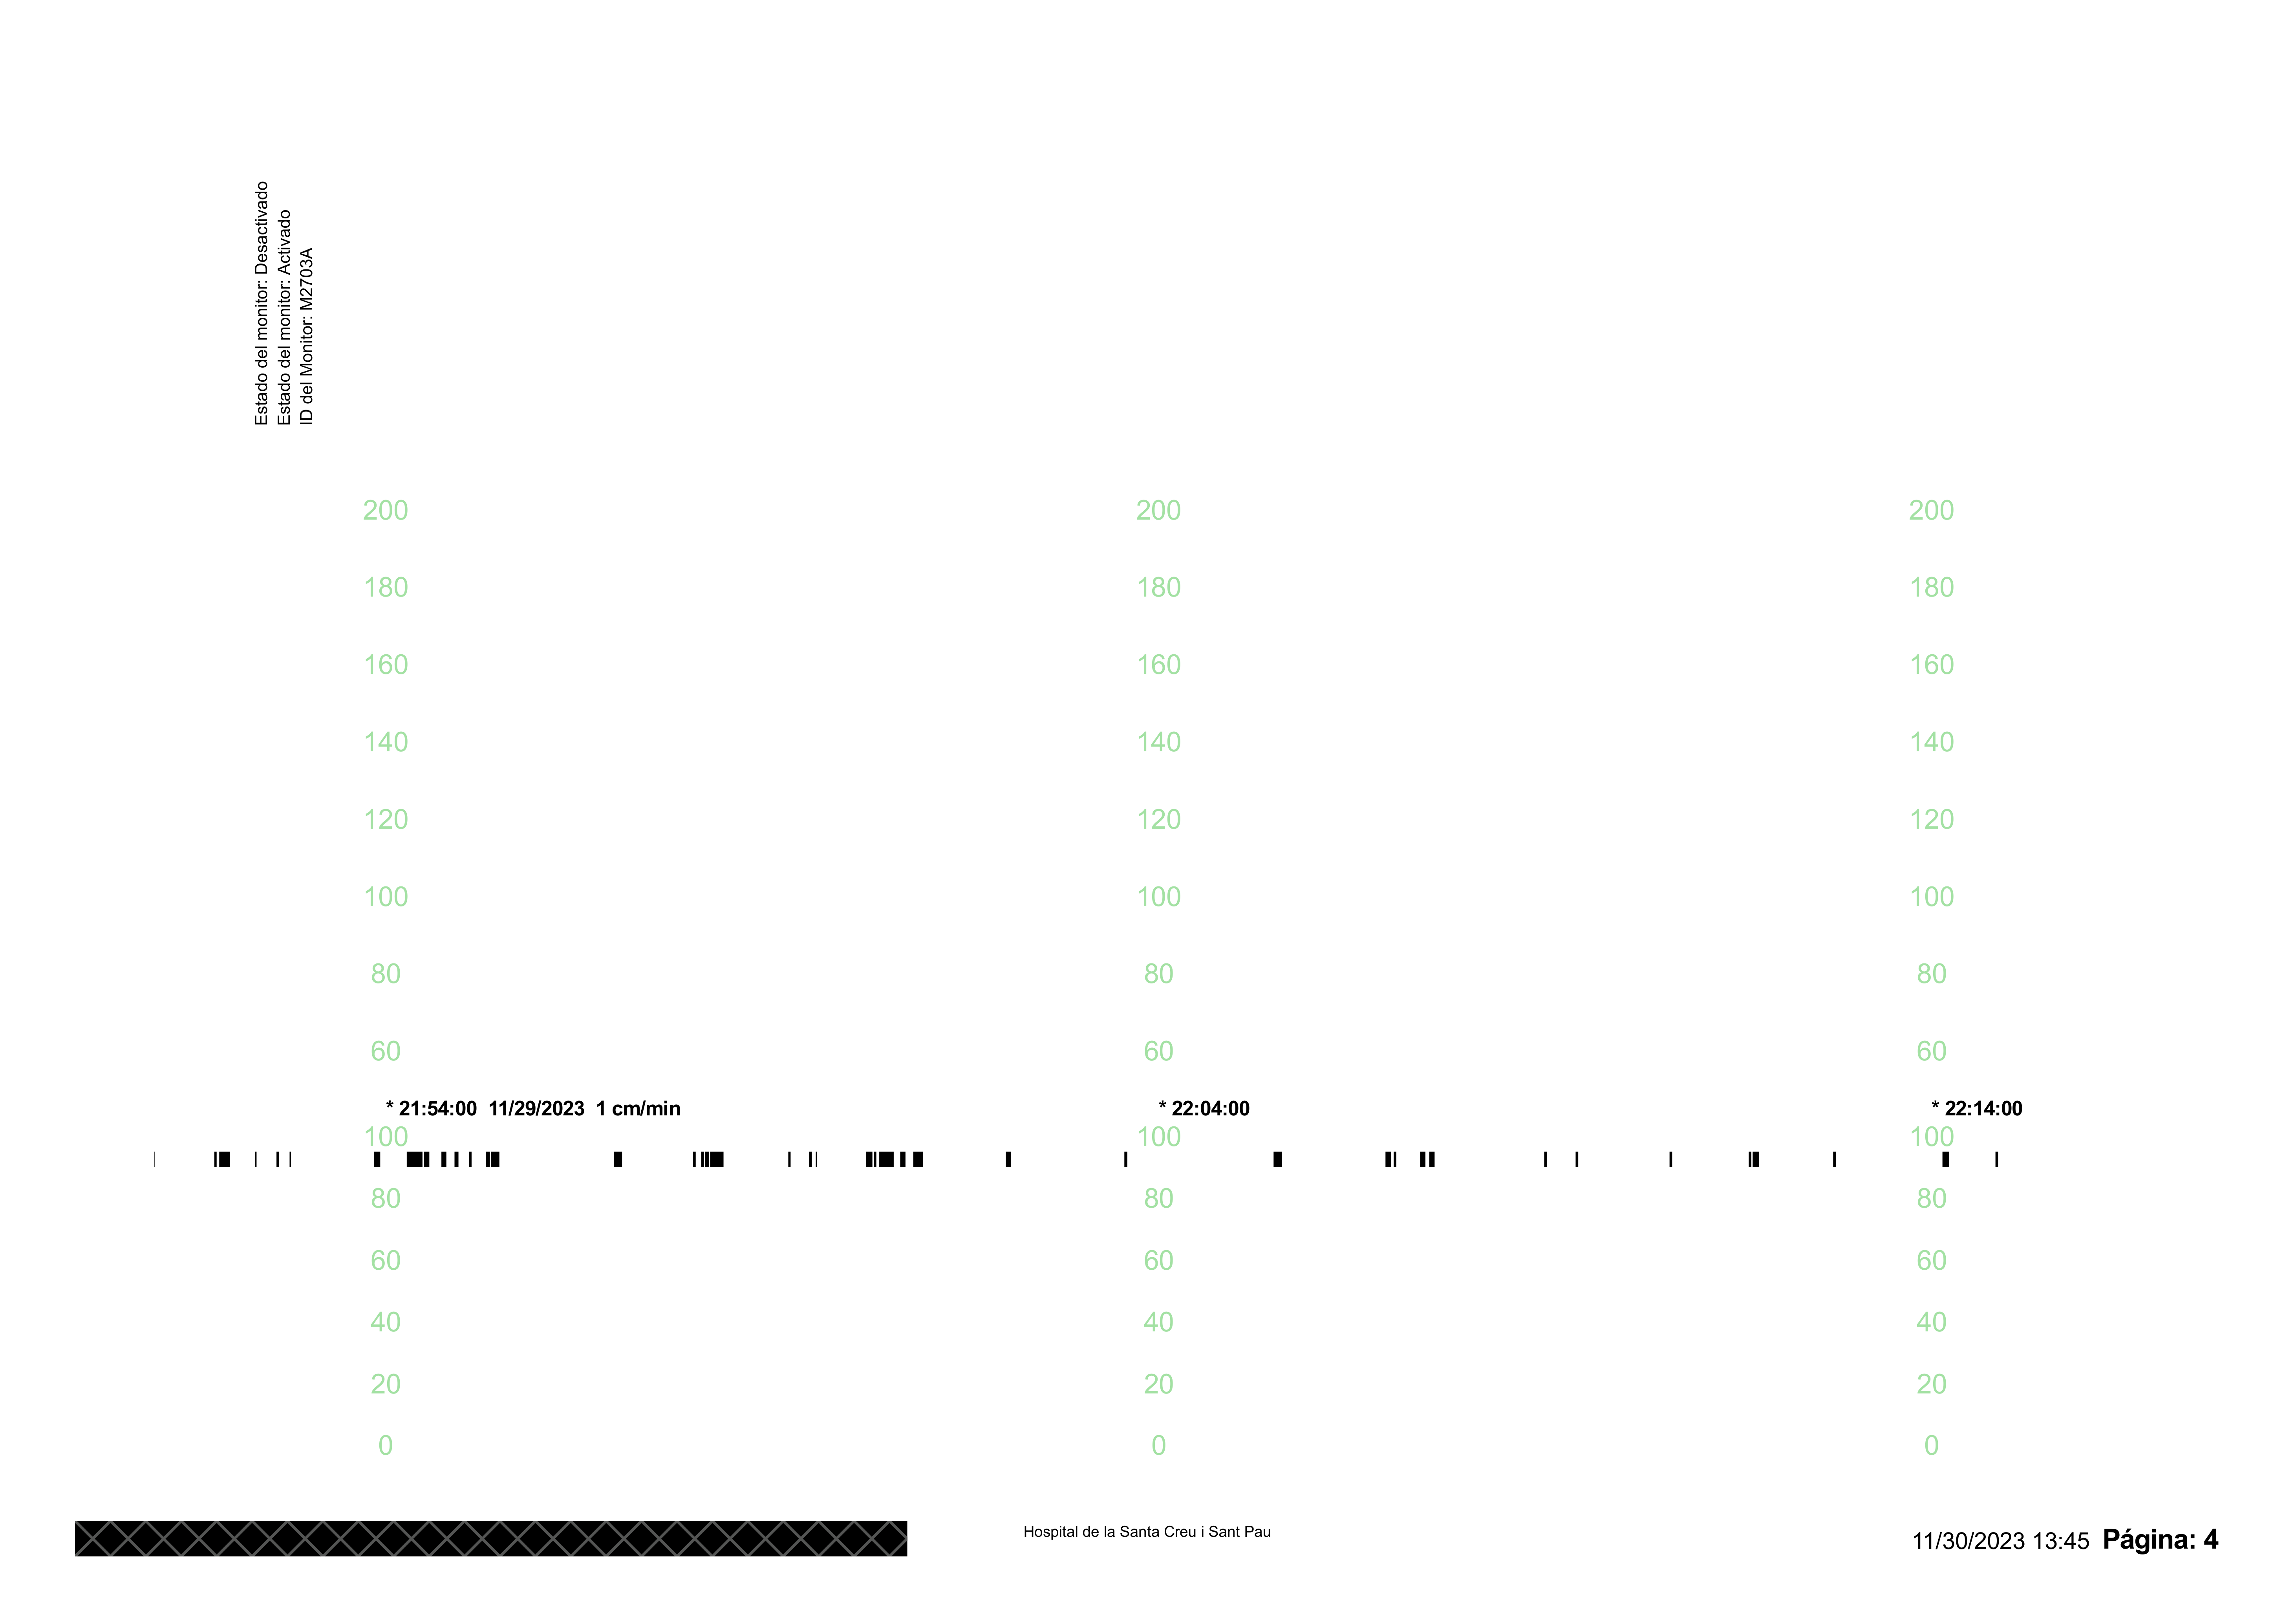 Estado del monitor: Desactivado
Estado del monitor: Activado
ID del Monitor: M2703A
200 200 200
180 180 180
160 160 160
140 140 140
120 120 120
100 100 100
80 80 80
60 60 60
* 21:54:00 11/29/2023 1 cm/min * 22:04:00 * 22:14:00
100 100 100
80 80 80
60 60 60
40 40 40
20 20 20
0 0 0
Hospital de la Santa Creu i Sant Pau
11/30/2023 13:45 Página: 4